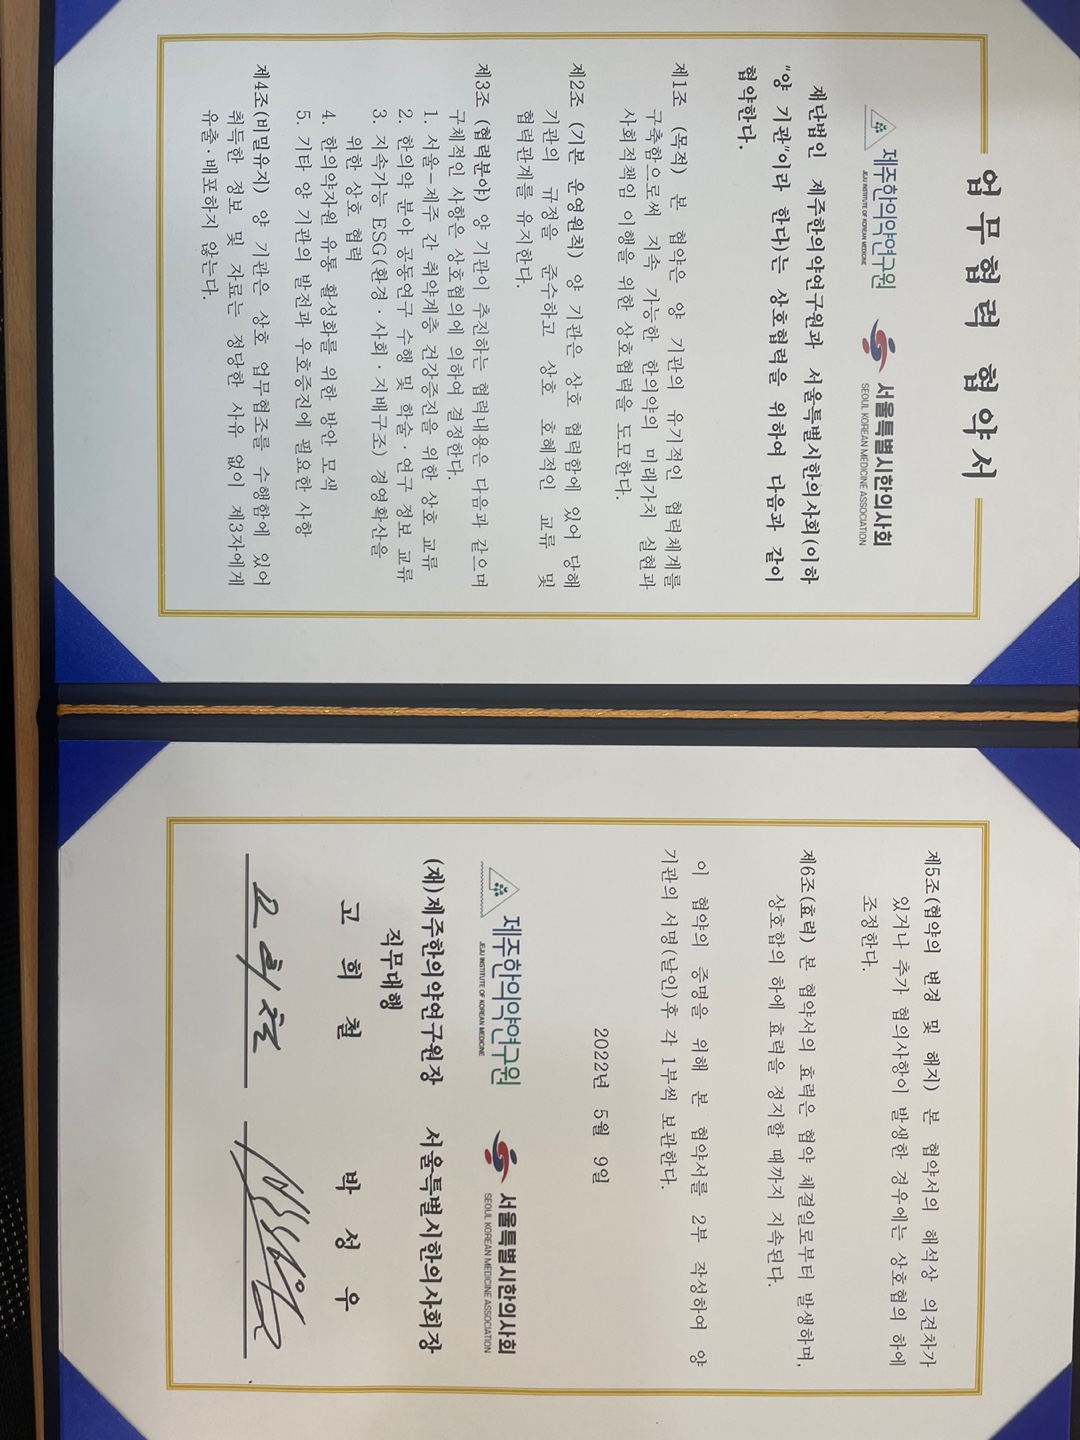 업무협력 협약서
제주한의약연구원
JEJU INSTITUTE OF KOREAN MEDICINE
서울특별시한의사회
SEOUL KOREAN MEDICINE ASSOCIATION
재단법인 제주한의약연구원과 서울특별시한의사회(이하
"양 기관"이라 한다)는 상호협력을 위하여 다음과 같이
협약한다.
제1조 (목적) 본 협약은 양 기관의 유기적인 협력체계를
구축함으로써 지속 가능한 한의약의 미래가치 실현과
사회적책임 이행을 위한 상호협력을 도모한다.
제2조 (기본 운영원칙) 양 기관은 상호 협력함에 있어 당해
기관의 규정을 준수하고 상호 호혜적인 교류 및
협력관계를 유지한다.
제3조 (협력분야) 양 기관이 추진하는 협력내용은 다음과 같으며
구체적인 사항은 상호협의에 의하여 결정한다.
1. 서울-제주 간 취약계층 건강증진을 위한 상호 교류
2. 한의약 분야 공동연구 수행 및 학술·연구 정보 교류
3. 지속가능 ESG(환경·사회·지배구조) 경영확산을
위한 상호 협력
4. 한의약자원 유통 활성화를 위한 방안 모색
5. 기타 양 기관의 발전과 우호증진에 필요한 사항
제4조(비밀유지) 양 기관은 상호 업무협조를 수행함에 있어
취득한 정보 및 자료는 정당한 사유 없이 제3자에게
유출·배포하지 않는다.
제5조(협약의 변경 및 해지) 본 협약서의 해석상 의견차가
있거나 추가 협의사항이 발생한 경우에는 상호협의 하에
조정한다.
제6조(효력) 본 협약서의 효력은 협약 체결일로부터 발생하며,
상호합의 하에 효력을 정지할 때까지 지속된다.
이 협약의 증명을 위해 본 협약서를 2부 작성하여 양
기관의 서명(날인)후 각 1부씩 보관한다.
2022년 5월 9일
제주한의약연구원
JEJU INSTITUTE OF KOREAN MEDICINE
(재)제주한의약연구원장
직무대행
고 희 철
고희철
서울특별시한의사회
SEOUL KOREAN MEDICINE ASSOCIATION
서울특별시한의사회장
박 성 우